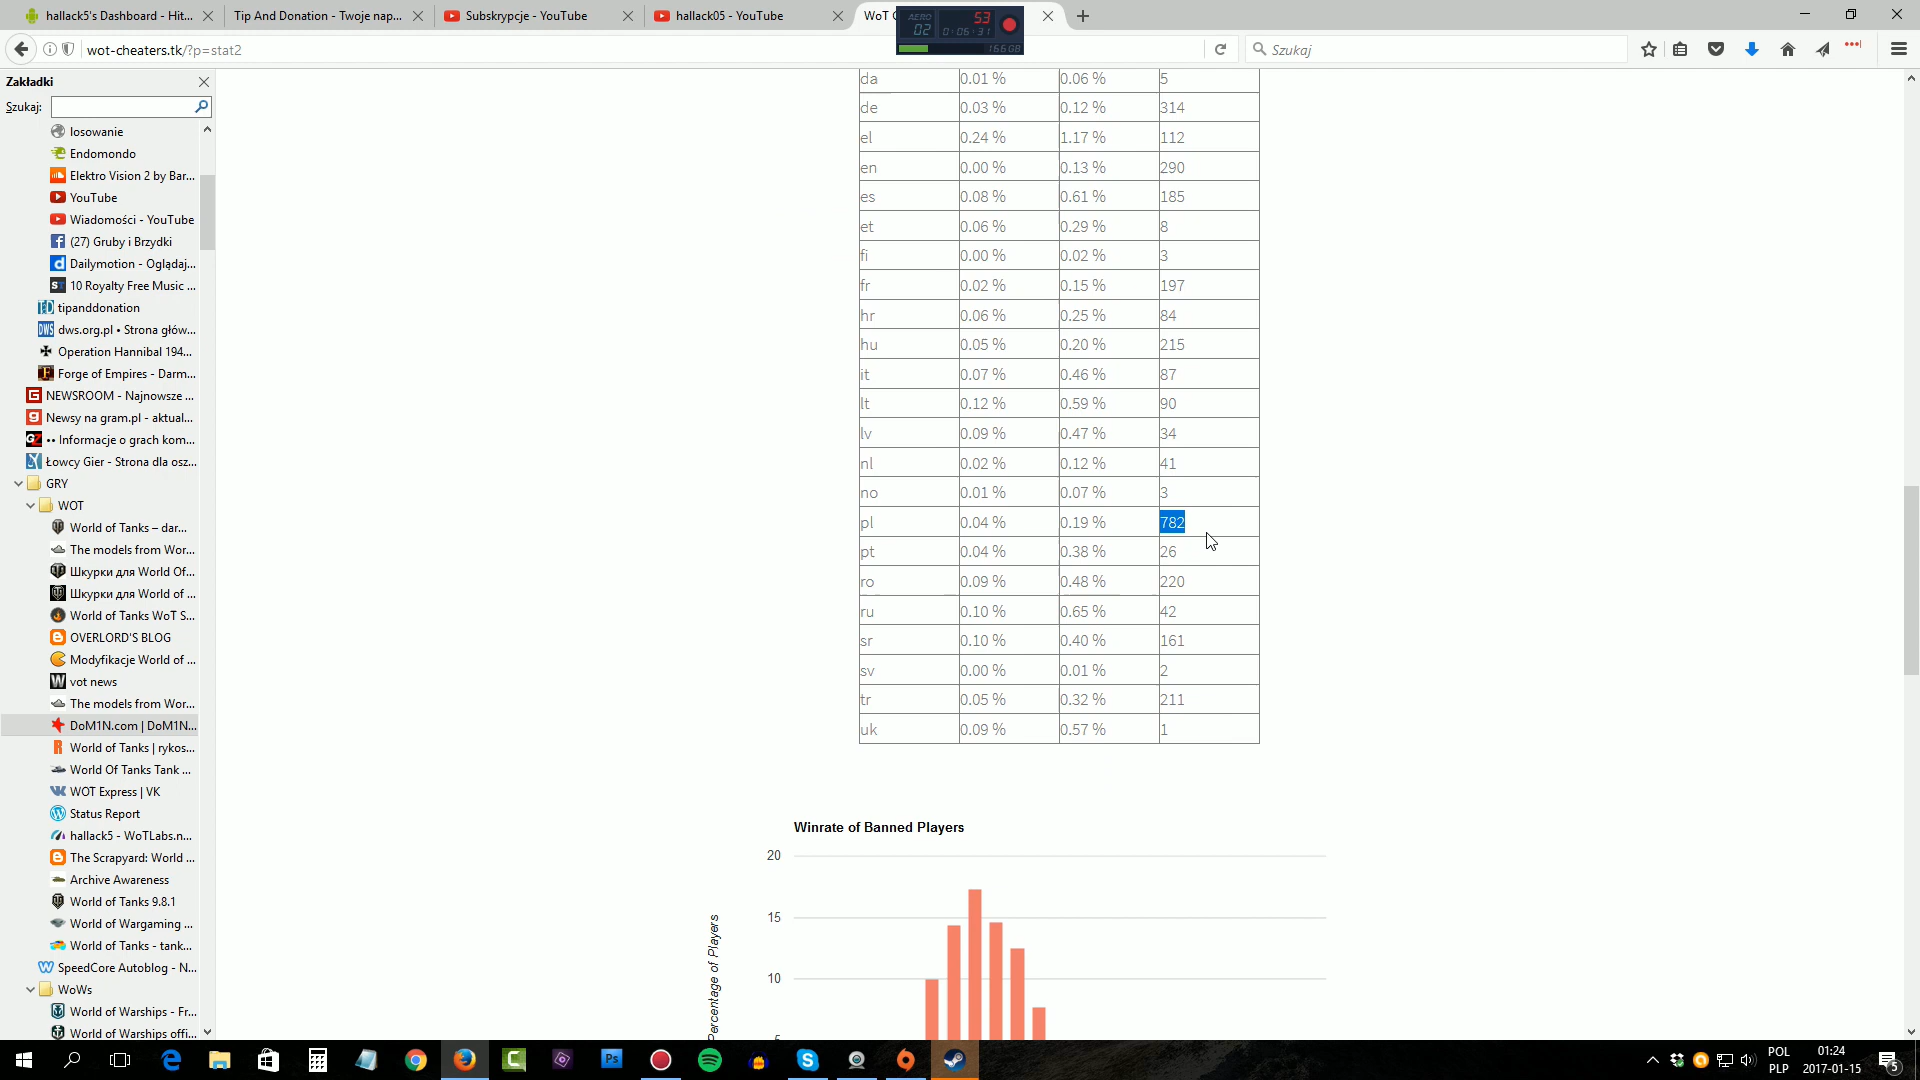 hallack5's Dashboard - Hit...
Tip And Donation - Twoje nap...
Subskrypcje - YouTube
hallack05 - YouTube
WoT C
AERO
02
53
0:05:31
155GB
wot-cheaters.tk/?p=stat2
Szukaj
Zakładki
Szukaj:
losowanie
Endomondo
Elektro Vision 2 by Bar...
YouTube
Wiadomości - YouTube
(27) Gruby i Brzydki
Dailymotion - Oglądaj...
10 Royalty Free Music ...
tipanddonation
dws.org.pl • Strona głów...
Operation Hannibal 194...
Forge of Empires - Darm...
NEWSROOM - Najnowsze ...
Newsy na gram.pl - aktual...
•• Informacje o grach kom...
Łowcy Gier - Strona dla osz...
GRY
WOT
World of Tanks – dar...
The models from Wor...
Шкурки для World Of...
Шкурки для World of ...
World of Tanks WoT S...
OVERLORD'S BLOG
Modyfikacje World of ...
vot news
The models from Wor...
DoM1N.com | DoM1N...
World of Tanks | rykos...
World Of Tanks Tank ...
WOT Express | VK
Status Report
hallack5 - WoTLabs.n...
The Scrapyard: World ...
Archive Awareness
World of Tanks 9.8.1
World of Wargaming ...
World of Tanks - tank...
SpeedCore Autoblog - N...
WoWs
World of Warships - Fr...
World of Warships offi...
da 0.01 % 0.06 % 5
de 0.03 % 0.12 % 314
el 0.24 % 1.17 % 112
en 0.00 % 0.13 % 290
es 0.08 % 0.61 % 185
et 0.06 % 0.29 % 8
fi 0.00 % 0.02 % 3
fr 0.02 % 0.15 % 197
hr 0.06 % 0.25 % 84
hu 0.05 % 0.20 % 215
it 0.07 % 0.46 % 87
lt 0.12 % 0.59 % 90
lv 0.09 % 0.47 % 34
nl 0.02 % 0.12 % 41
no 0.01 % 0.07 % 3
pl 0.04 % 0.19 % 782
pt 0.04 % 0.38 % 26
ro 0.09 % 0.48 % 220
ru 0.10 % 0.65 % 42
sr 0.10 % 0.40 % 161
sv 0.00 % 0.01 % 2
tr 0.05 % 0.32 % 211
uk 0.09 % 0.57 % 1
Winrate of Banned Players
20
15
10
Percentage of Players
POL
PLP
01:24
2017-01-15
5